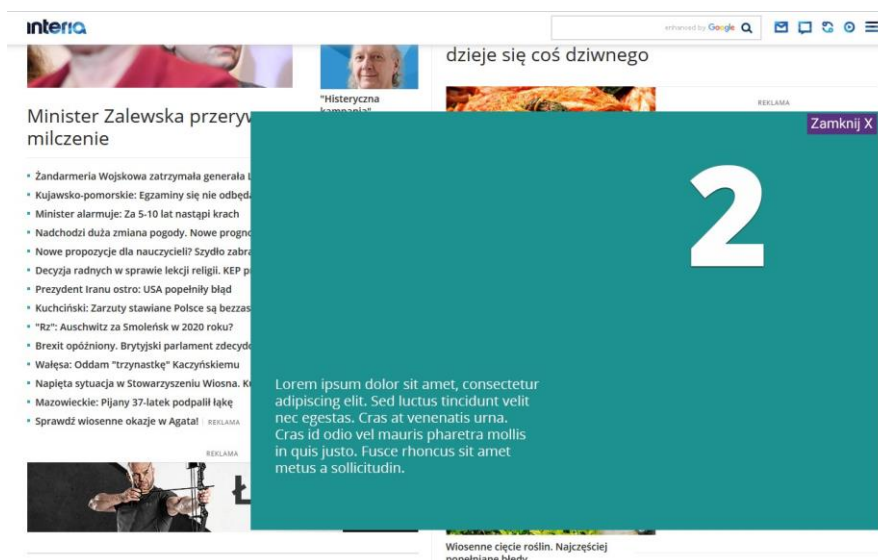 interia
enhanced by Google
dzieje się coś dziwnego
"Histeryczna
kampania"
REKLAMA
Minister Zalewska przeryw
milczenie
Zamknij X
2
Żandarmeria Wojskowa zatrzymała generała
Kujawsko-pomorskie: Egzaminy się nie odbęd
Minister alarmuje: Za 5-10 lat nastąpi krach
Nadchodzi duża zmiana pogody. Nowe progno
Nowe propozycje dla nauczycieli? Szydło zabra
Decyzja radnych w sprawie lekcji religii. KEP p
Prezydent Iranu ostro: USA popełniły błąd
Kuchciński: Zarzuty stawiane Polsce są bezzas
"Rz": Auschwitz za Smoleńsk w 2020 roku?
Brexit opóźniony. Brytyjski parlament zdecyd
Wałęsa: Oddam "trzynastkę" Kaczyńskiemu
Napięta sytuacja w Stowarzyszeniu Wiosna.
Mazowieckie: Pijany 37-latek podpalił łąkę
Sprawdź wiosenne okazje w Agata! REKLAMA
Lorem ipsum dolor sit amet, consectetur
adipiscing elit. Sed luctus tincidunt velit
nec egestas. Cras at venenatis urna.
Cras id odio vel mauris pharetra mollis
in quis justo. Fusce rhoncus sit amet
metus a sollicitudin.
REKLAMA
Ł
Wiosenne cięcie roślin. Najczęściej
popełniane błędy